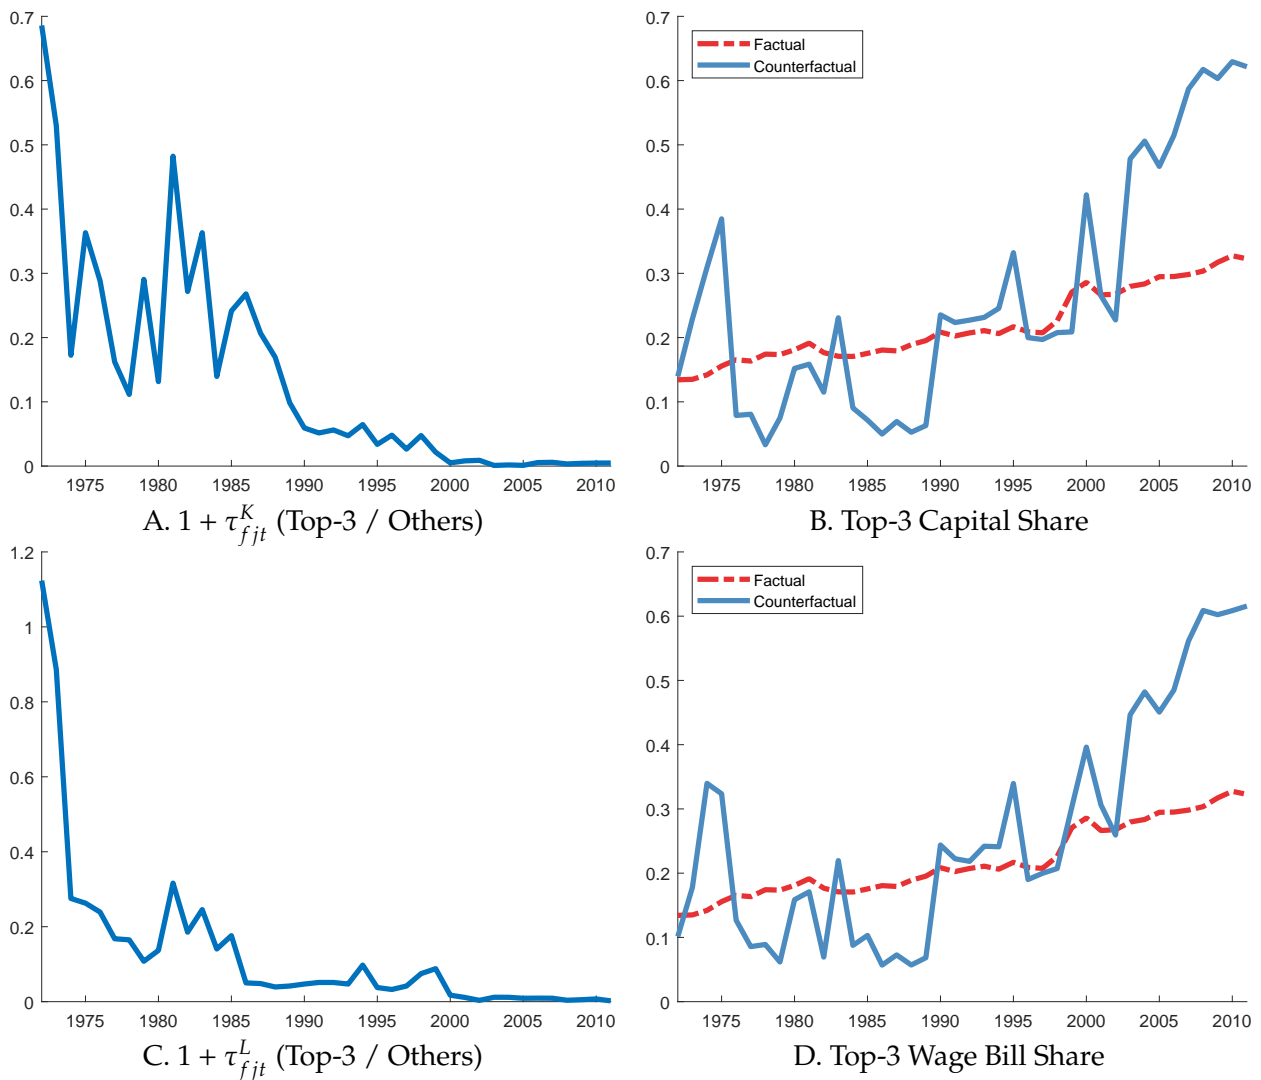 0.7
0.6
0.5
0.4
0.3
0.2
0.1
0
1975 1980 1985 1990 1995 2000 2005 2010
A. 1 + τ^K_{fjt} (Top-3 / Others)
0.7
0.6
0.5
0.4
0.3
0.2
0.1
0
Factual
Counterfactual
1975 1980 1985 1990 1995 2000 2005 2010
B. Top-3 Capital Share
1.2
1
0.8
0.6
0.4
0.2
0
1975 1980 1985 1990 1995 2000 2005 2010
C. 1 + τ^L_{fjt} (Top-3 / Others)
0.7
0.6
0.5
0.4
0.3
0.2
0.1
0
Factual
Counterfactual
1975 1980 1985 1990 1995 2000 2005 2010
D. Top-3 Wage Bill Share